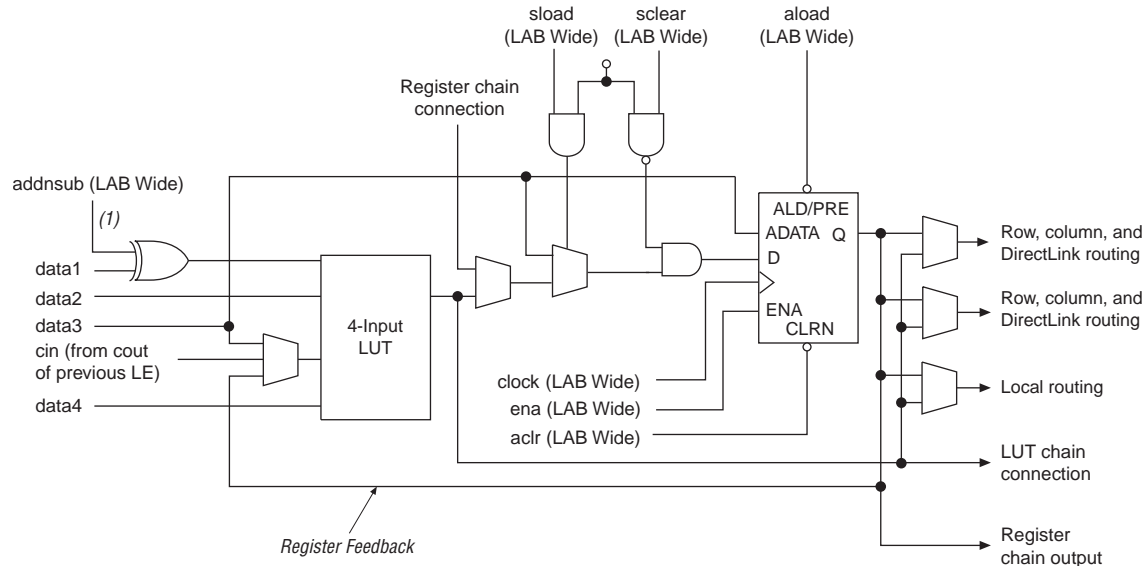 sload
(LAB Wide)
sclear
(LAB Wide)
aload
(LAB Wide)
Register chain
connection
addnsub (LAB Wide)
(1)
data1
data2
data3
cin (from cout
of previous LE)
data4
4-Input
LUT
ALD/PRE
ADATA
Q
D
ENA
CLRN
clock (LAB Wide)
ena (LAB Wide)
aclr (LAB Wide)
Row, column, and
DirectLink routing
Row, column, and
DirectLink routing
Local routing
LUT chain
connection
Register
chain output
Register Feedback